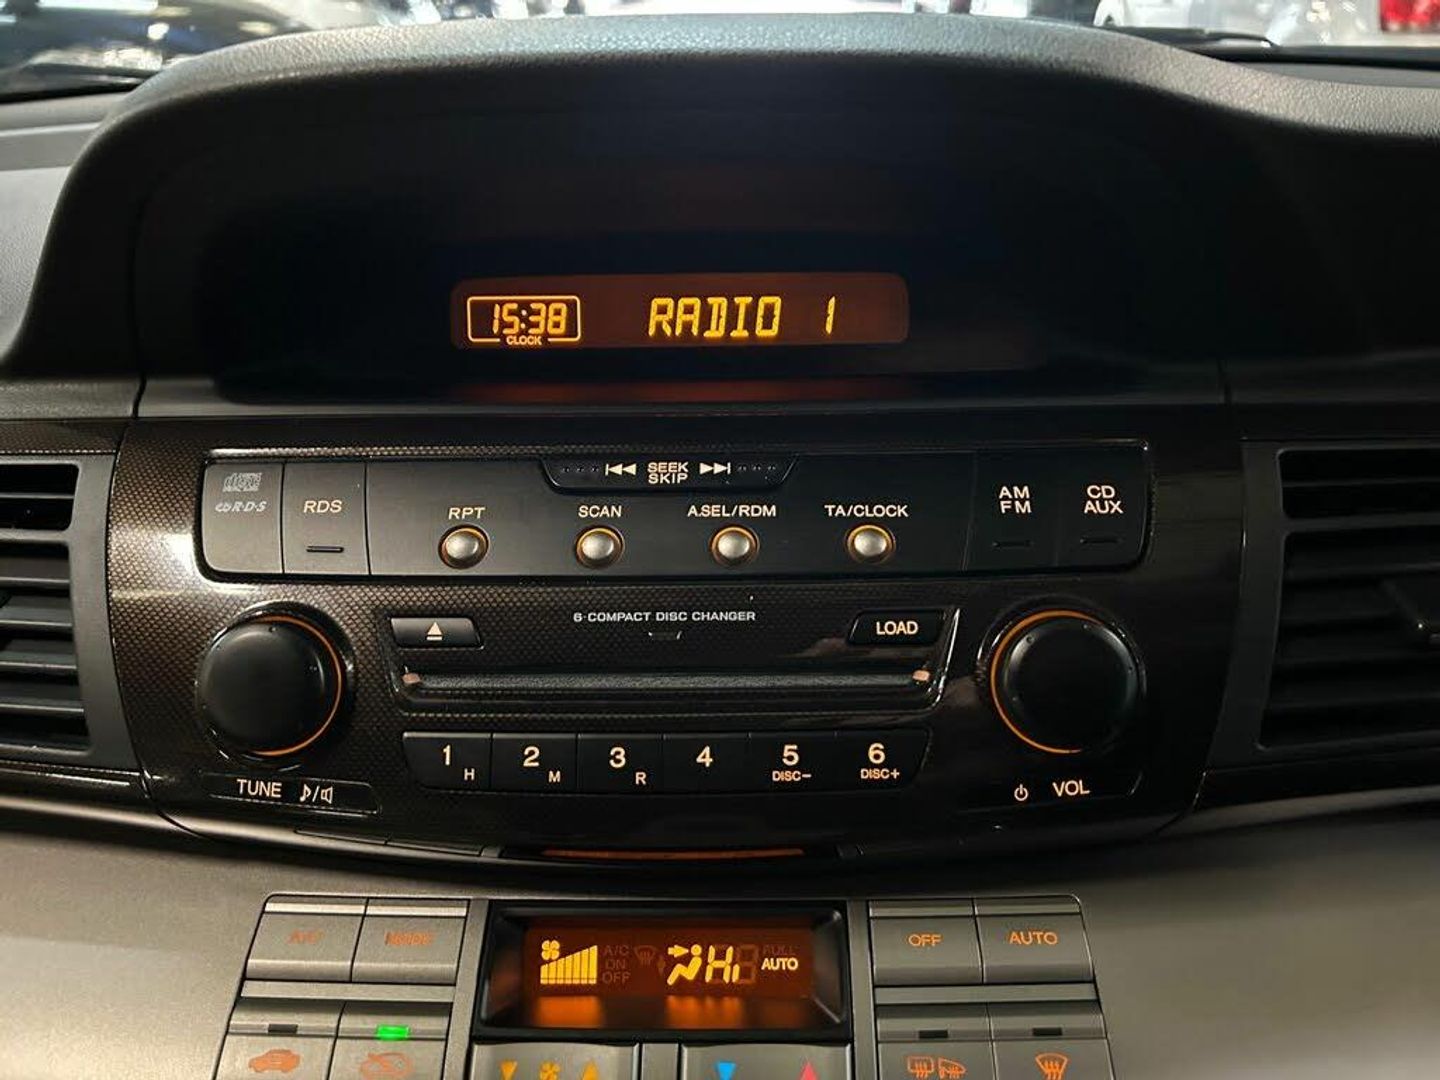 15:38 RADIO 1
CLOCK
SEEK
SKIP
RDS
RPT SCAN A.SEL/RDM TA/CLOCK
AM
FM
CD
AUX
6-COMPACT DISC CHANGER
LOAD
1 H 2 M 3 R 4 5 DISC- 6 DISC+
TUNE
VOL
A/C MODE
A/C
ON
OFF
Hi
FULL
AUTO
OFF AUTO